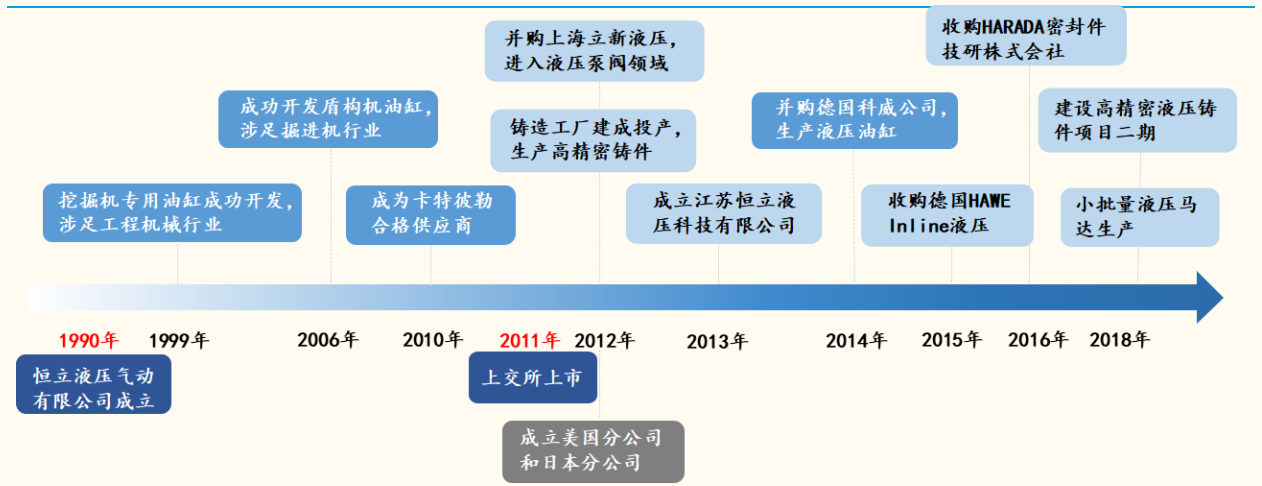 并购上海立新液压，
进入液压泵阀领域
收购HARADA密封件
技研株式会社
成功开发盾构机油缸，
涉足掘进机行业
铸造工厂建成投产，
生产高精密铸件
并购德国科威公司，
生产液压油缸
建设高精密液压铸
件项目二期
挖掘机专用油缸成功开发，
涉足工程机械行业
成为卡特彼勒
合格供应商
成立江苏恒立液
压科技有限公司
收购德国HAWE
Inline液压
小批量液压马
达生产
1990年
1999年
2006年
2010年
2011年
2012年
2013年
2014年
2015年
2016年
2018年
恒立液压气动
有限公司成立
上交所上市
成立美国分公司
和日本分公司